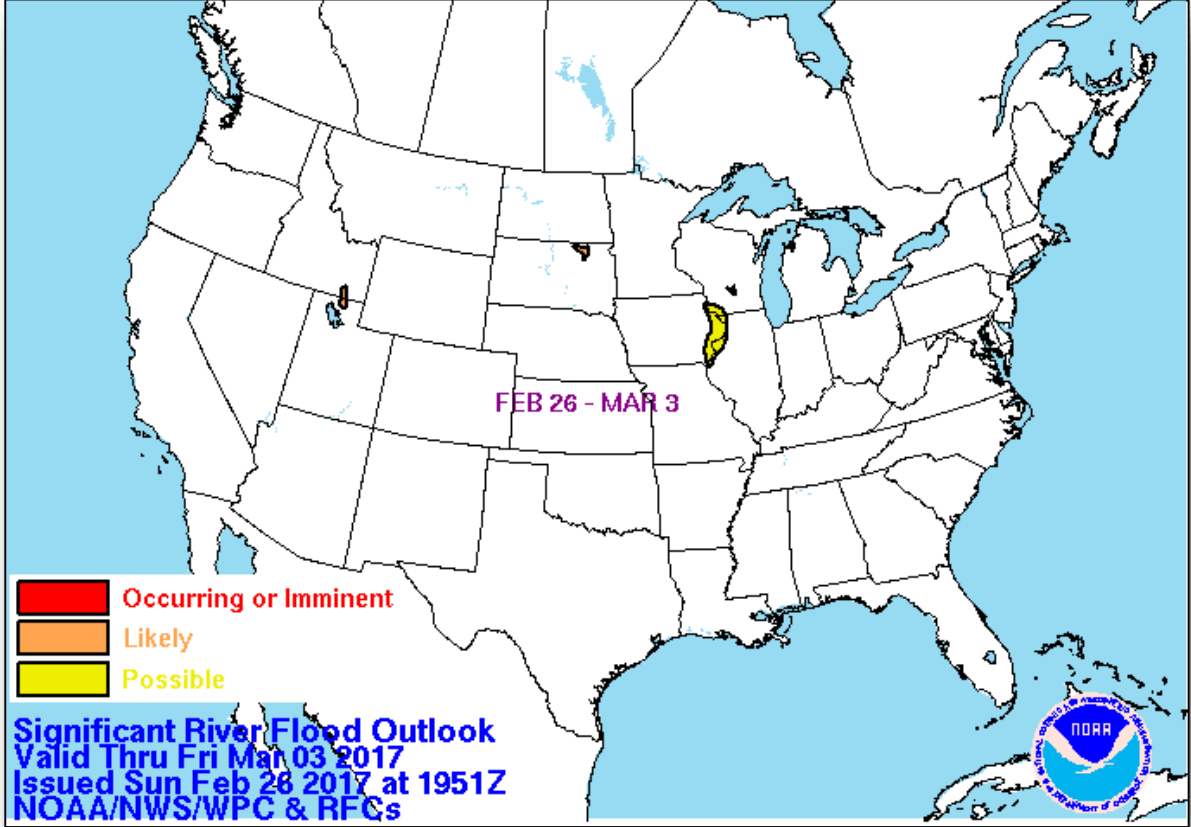 FEB 26 - MAR 3
Occurring or Imminent
Likely
Possible
Significant River Flood Outlook
Valid Thru Fri Mar 03 2017
Issued Sun Feb 26 2017 at 1951Z
NOAA/NWS/WPC & RFCs
NOAA